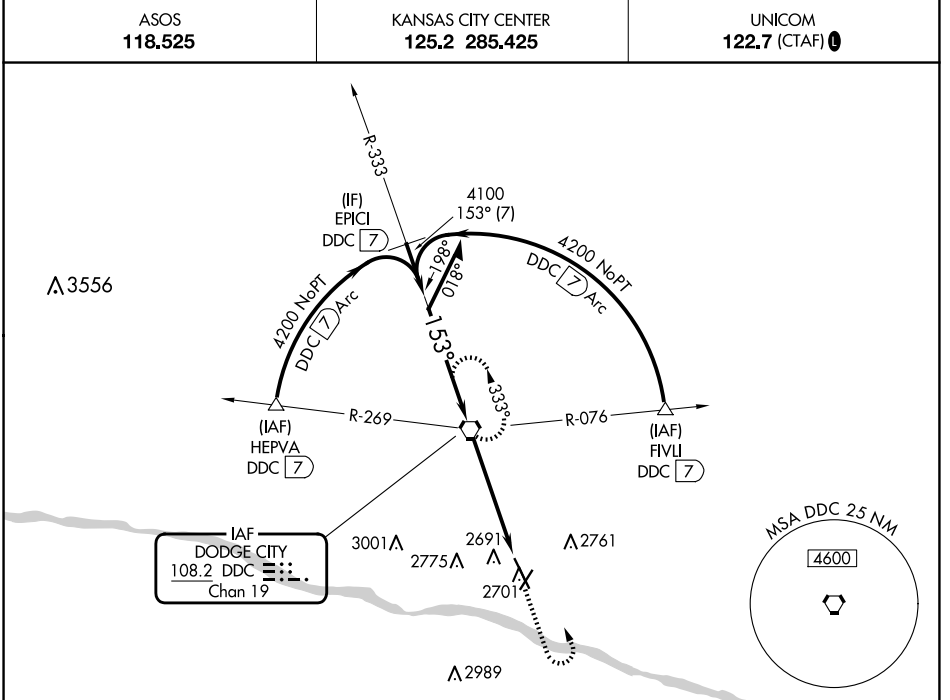 ASOS
118.525
KANSAS CITY CENTER
125.2 285.425
UNICOM
122.7 (CTAF) L
R-333
(IF)
EPICI
DDC 7
4100
153° (7)
4200 NoPT
DDC 7 Arc
4200 NoPT
DDC 7 Arc
198°
018°
3556
153°
333°
R-269
R-076
(IAF)
HEPVA
DDC 7
(IAF)
FIVLI
DDC 7
IAF
DODGE CITY
108.2 DDC
Chan 19
3001
2775
2691
2761
2701
2989
MSA DDC 25 NM
4600